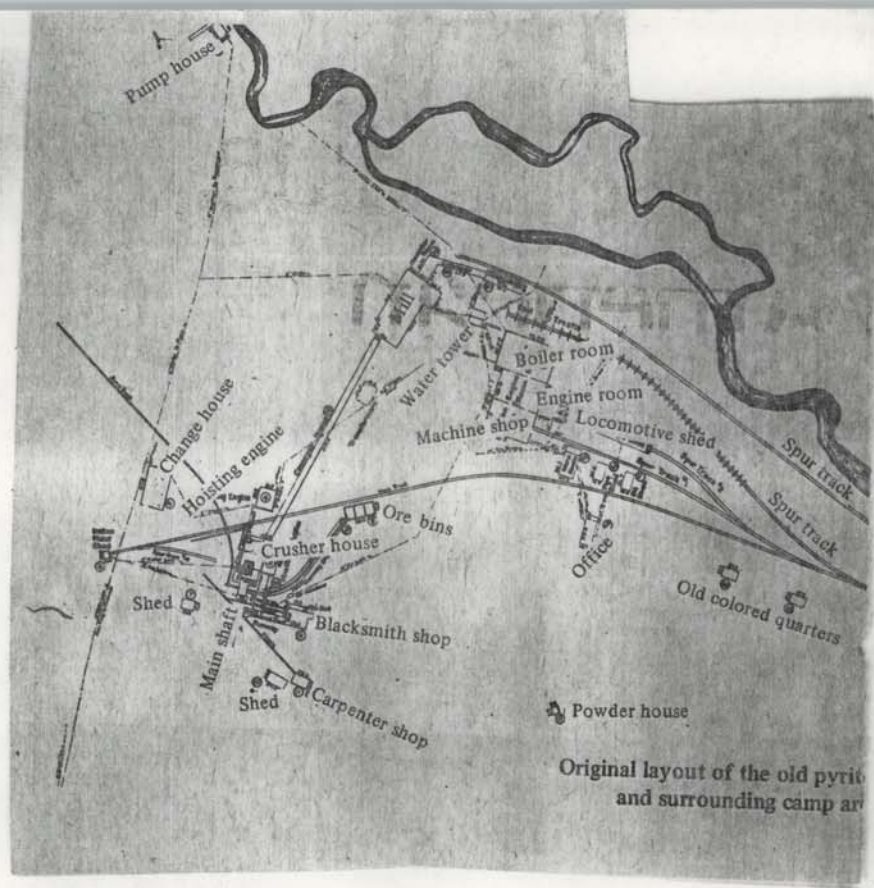 Pump house
Mill
Water tower
Boiler room
Engine room
Machine shop
Locomotive shed
Spur track
Spur track
Change house
Hoisting engine
Ore bins
Crusher house
Office
Old colored quarters
Shed
Main shaft
Blacksmith shop
Shed
Carpenter shop
Powder house
Original layout of the old pyrit
and surrounding camp ar